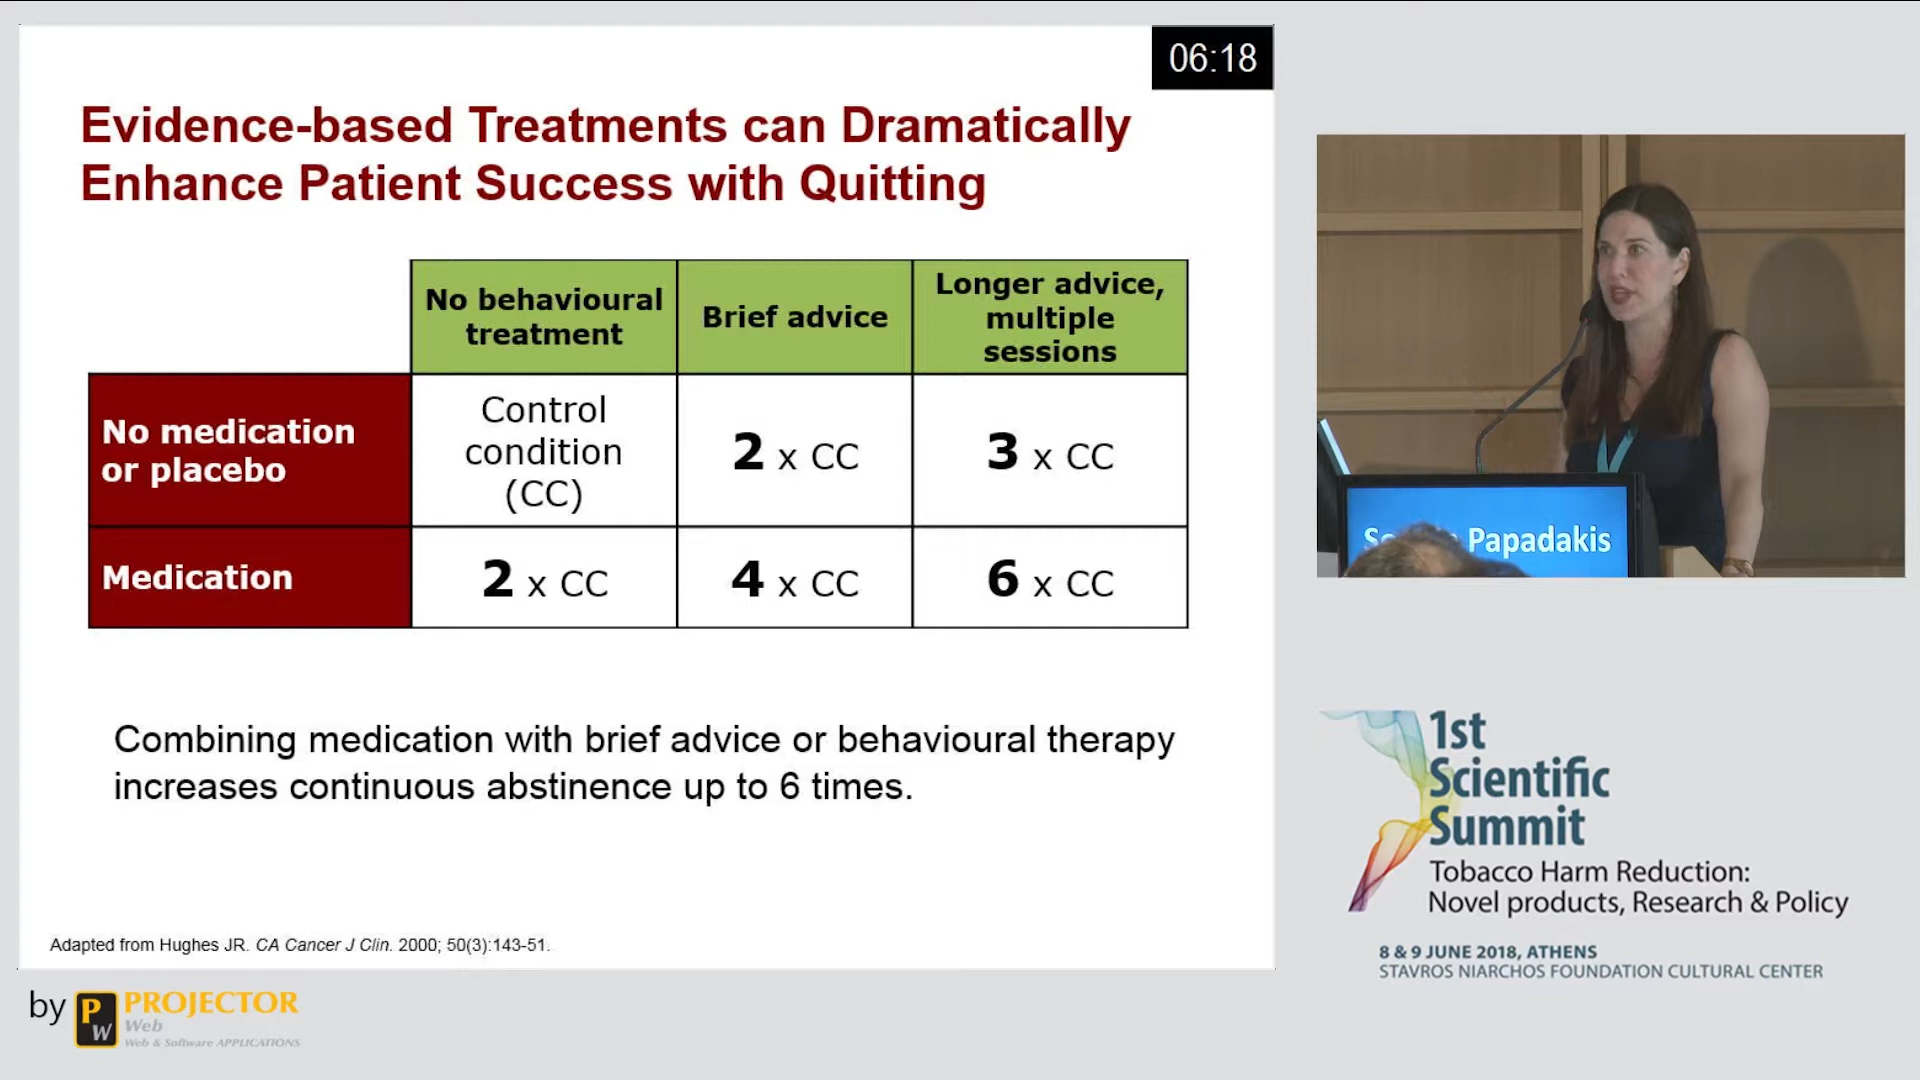 06:18
Evidence-based Treatments can Dramatically
Enhance Patient Success with Quitting
No behavioural
treatment
Brief advice
Longer advice,
multiple
sessions
No medication
or placebo
Control
condition
(CC)
2 x CC
3 x CC
Medication
2 x CC
4 x CC
6 x CC
Combining medication with brief advice or behavioural therapy
increases continuous abstinence up to 6 times.
Adapted from Hughes JR. CA Cancer J Clin. 2000; 50(3):143-51.
Papadakis
1st
Scientific
Summit
Tobacco Harm Reduction:
Novel products, Research & Policy
8 & 9 JUNE 2018, ATHENS
STAVROS NIARCHOS FOUNDATION CULTURAL CENTER
by PW PROJECTOR
Web
Web & Software APPLICATIONS